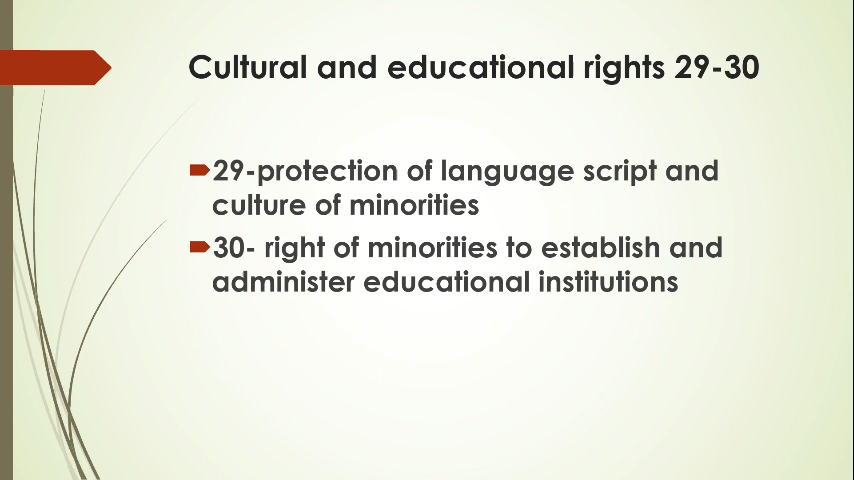 Cultural and educational rights 29-30
29-protection of language script and
culture of minorities
30- right of minorities to establish and
administer educational institutions